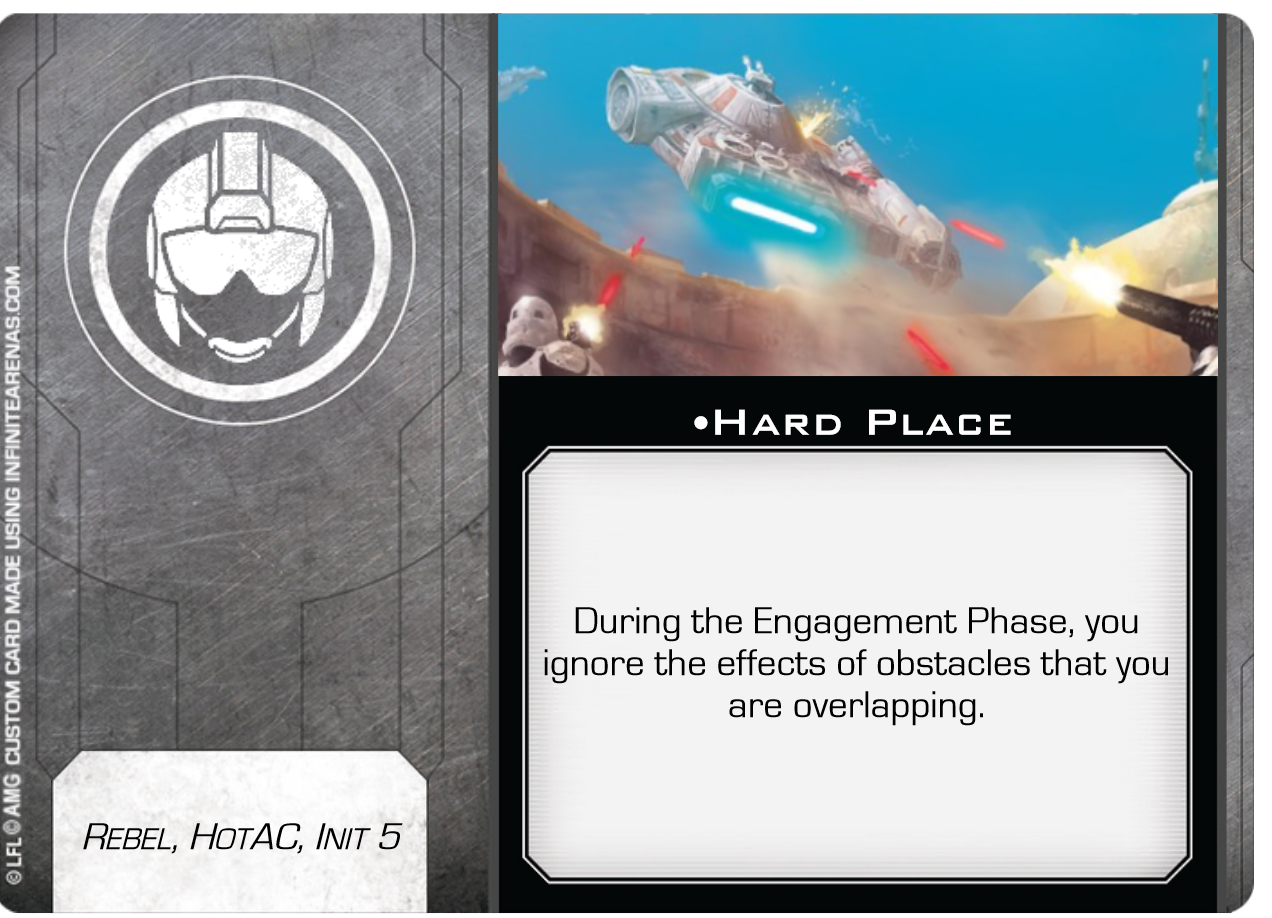 ©LFL ©AMG CUSTOM CARD MADE USING INFINITEARENAS.COM
•HARD PLACE
During the Engagement Phase, you
ignore the effects of obstacles that you
are overlapping.
REBEL, HOTAC, INIT 5